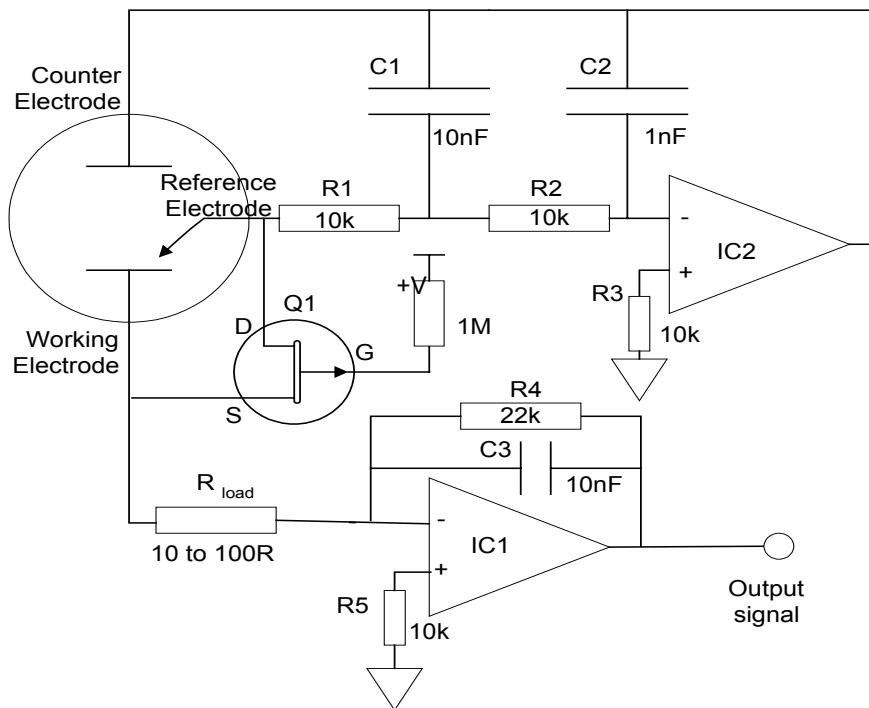 C1
C2
Counter
Electrode
10nF
1nF
Reference
Electrode
R1
R2
10k
10k
-
+
IC2
+V
R3
10k
Q1
1M
D
G
S
Working
Electrode
R4
22k
C3
10nF
R load
10 to 100R
-
+
IC1
R5
10k
Output
signal